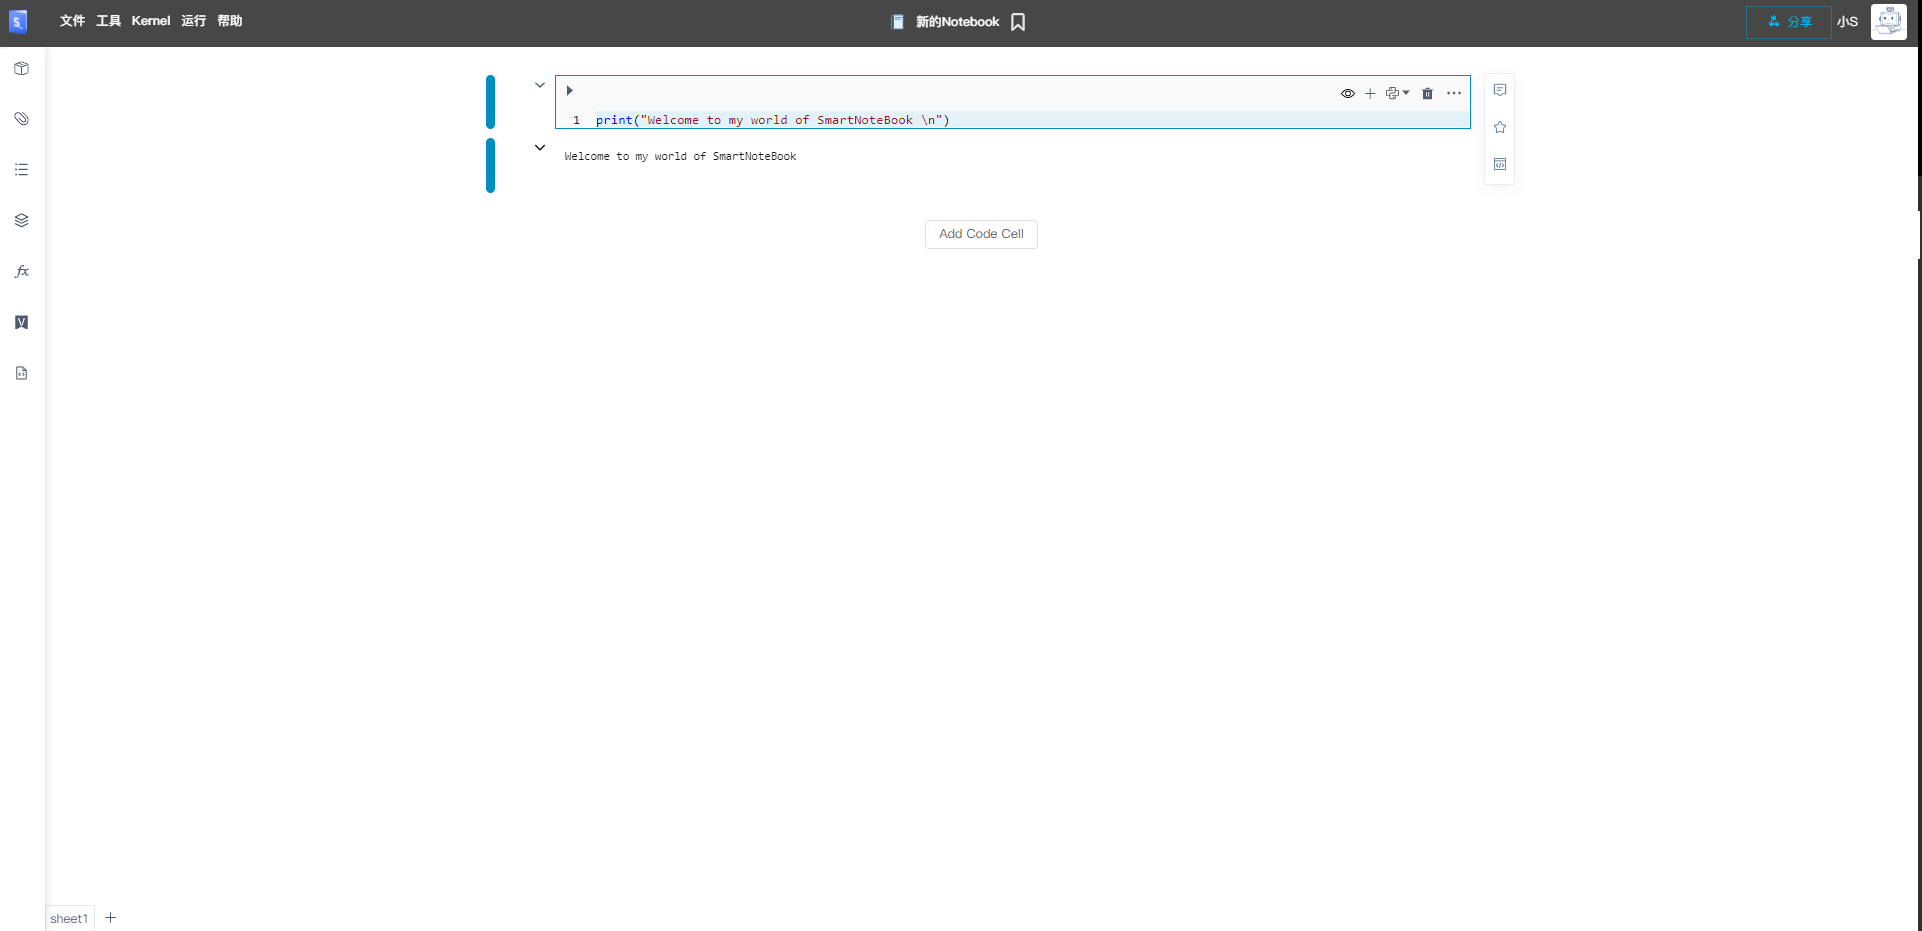 文件 工具 Kernel 运行 帮助
新的Notebook
分享 小S
1 print("Welcome to my world of SmartNoteBook \n")
Welcome to my world of SmartNoteBook
Add Code Cell
fx
V
sheet1